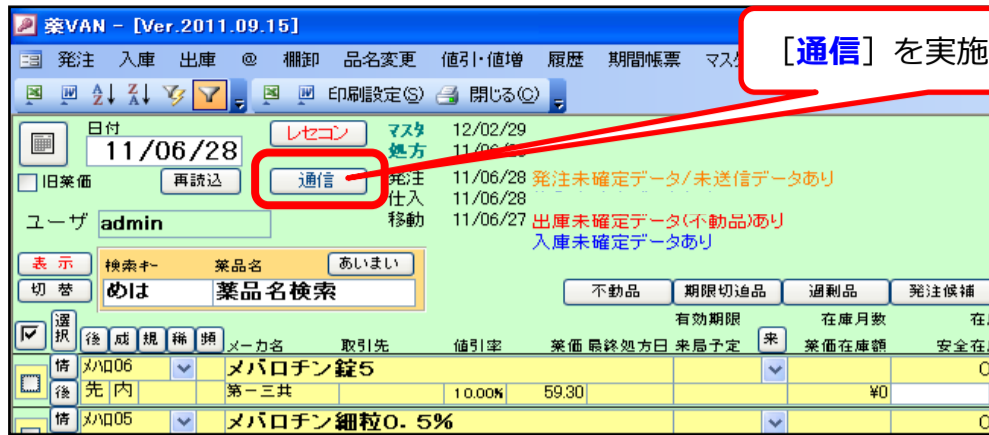 薬VAN - [Ver.2011.09.15]
[通信] を実施
発注 入庫 出庫 @ 棚卸 品名変更 値引・値増 履歴 期間帳票
印刷設定(S) 閉じる(C)
日付 レセコン マスタ 12/02/29
11/06/28 処方
旧薬価 再読込 通信 発注 11/06/28 発注未確定データ/未送信データあり
仕入 11/06/28
ユーザ admin 移動 11/06/27 出庫未確定データ(不動品)あり
入庫未確定データあり
表示 検索キー 薬品名 あいまい
切替 めは 薬品名検索 不動品 期限切迫品 過剰品 発注候補
選択 後 成 規 稀 頻 有効期限 在庫月数
メーカ名 取引先 値引率 薬価 最終処方日 来局予定 来 薬価在庫額
情 メハロ06 メバロチン錠5
後 先 内 第一三共 10.00% 59.30 ¥0
情 メハロ05 メバロチン細粒0.5%